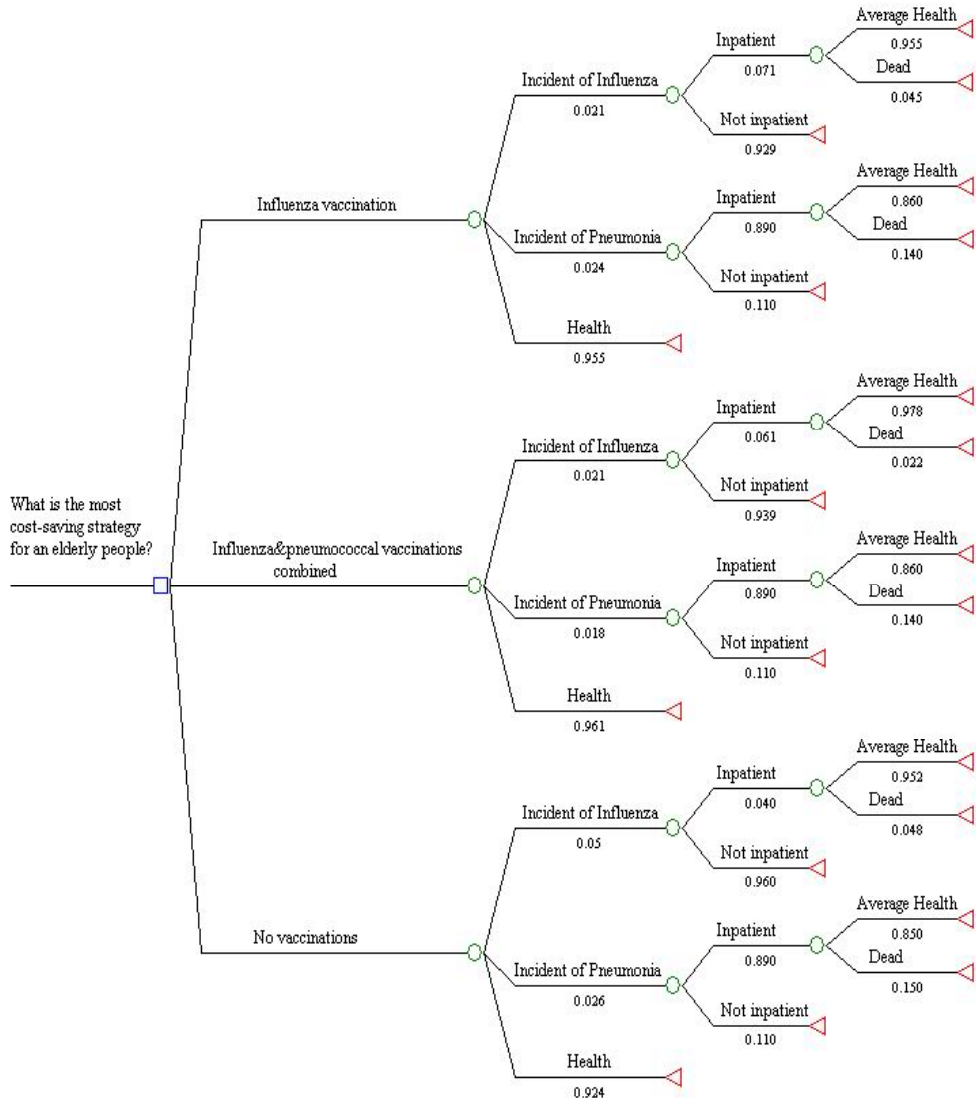 Average Health
0.955
Inpatient
0.071
Dead
0.045
Incident of Influenza
0.021
Not inpatient
0.929
Average Health
0.860
Influenza vaccination
Inpatient
0.890
Dead
0.140
Incident of Pneumonia
0.024
Not inpatient
0.110
Health
0.955
Average Health
0.978
Inpatient
0.061
Dead
0.022
Incident of Influenza
0.021
Not inpatient
0.939
What is the most
cost-saving strategy
for an elderly people?
Influenza&pneumococcal vaccinations
combined
Average Health
0.860
Inpatient
0.890
Dead
0.140
Incident of Pneumonia
0.018
Not inpatient
0.110
Health
0.961
Average Health
0.952
Inpatient
0.040
Dead
0.048
Incident of Influenza
0.05
Not inpatient
0.960
No vaccinations
Average Health
0.850
Inpatient
0.890
Dead
0.150
Incident of Pneumonia
0.026
Not inpatient
0.110
Health
0.924